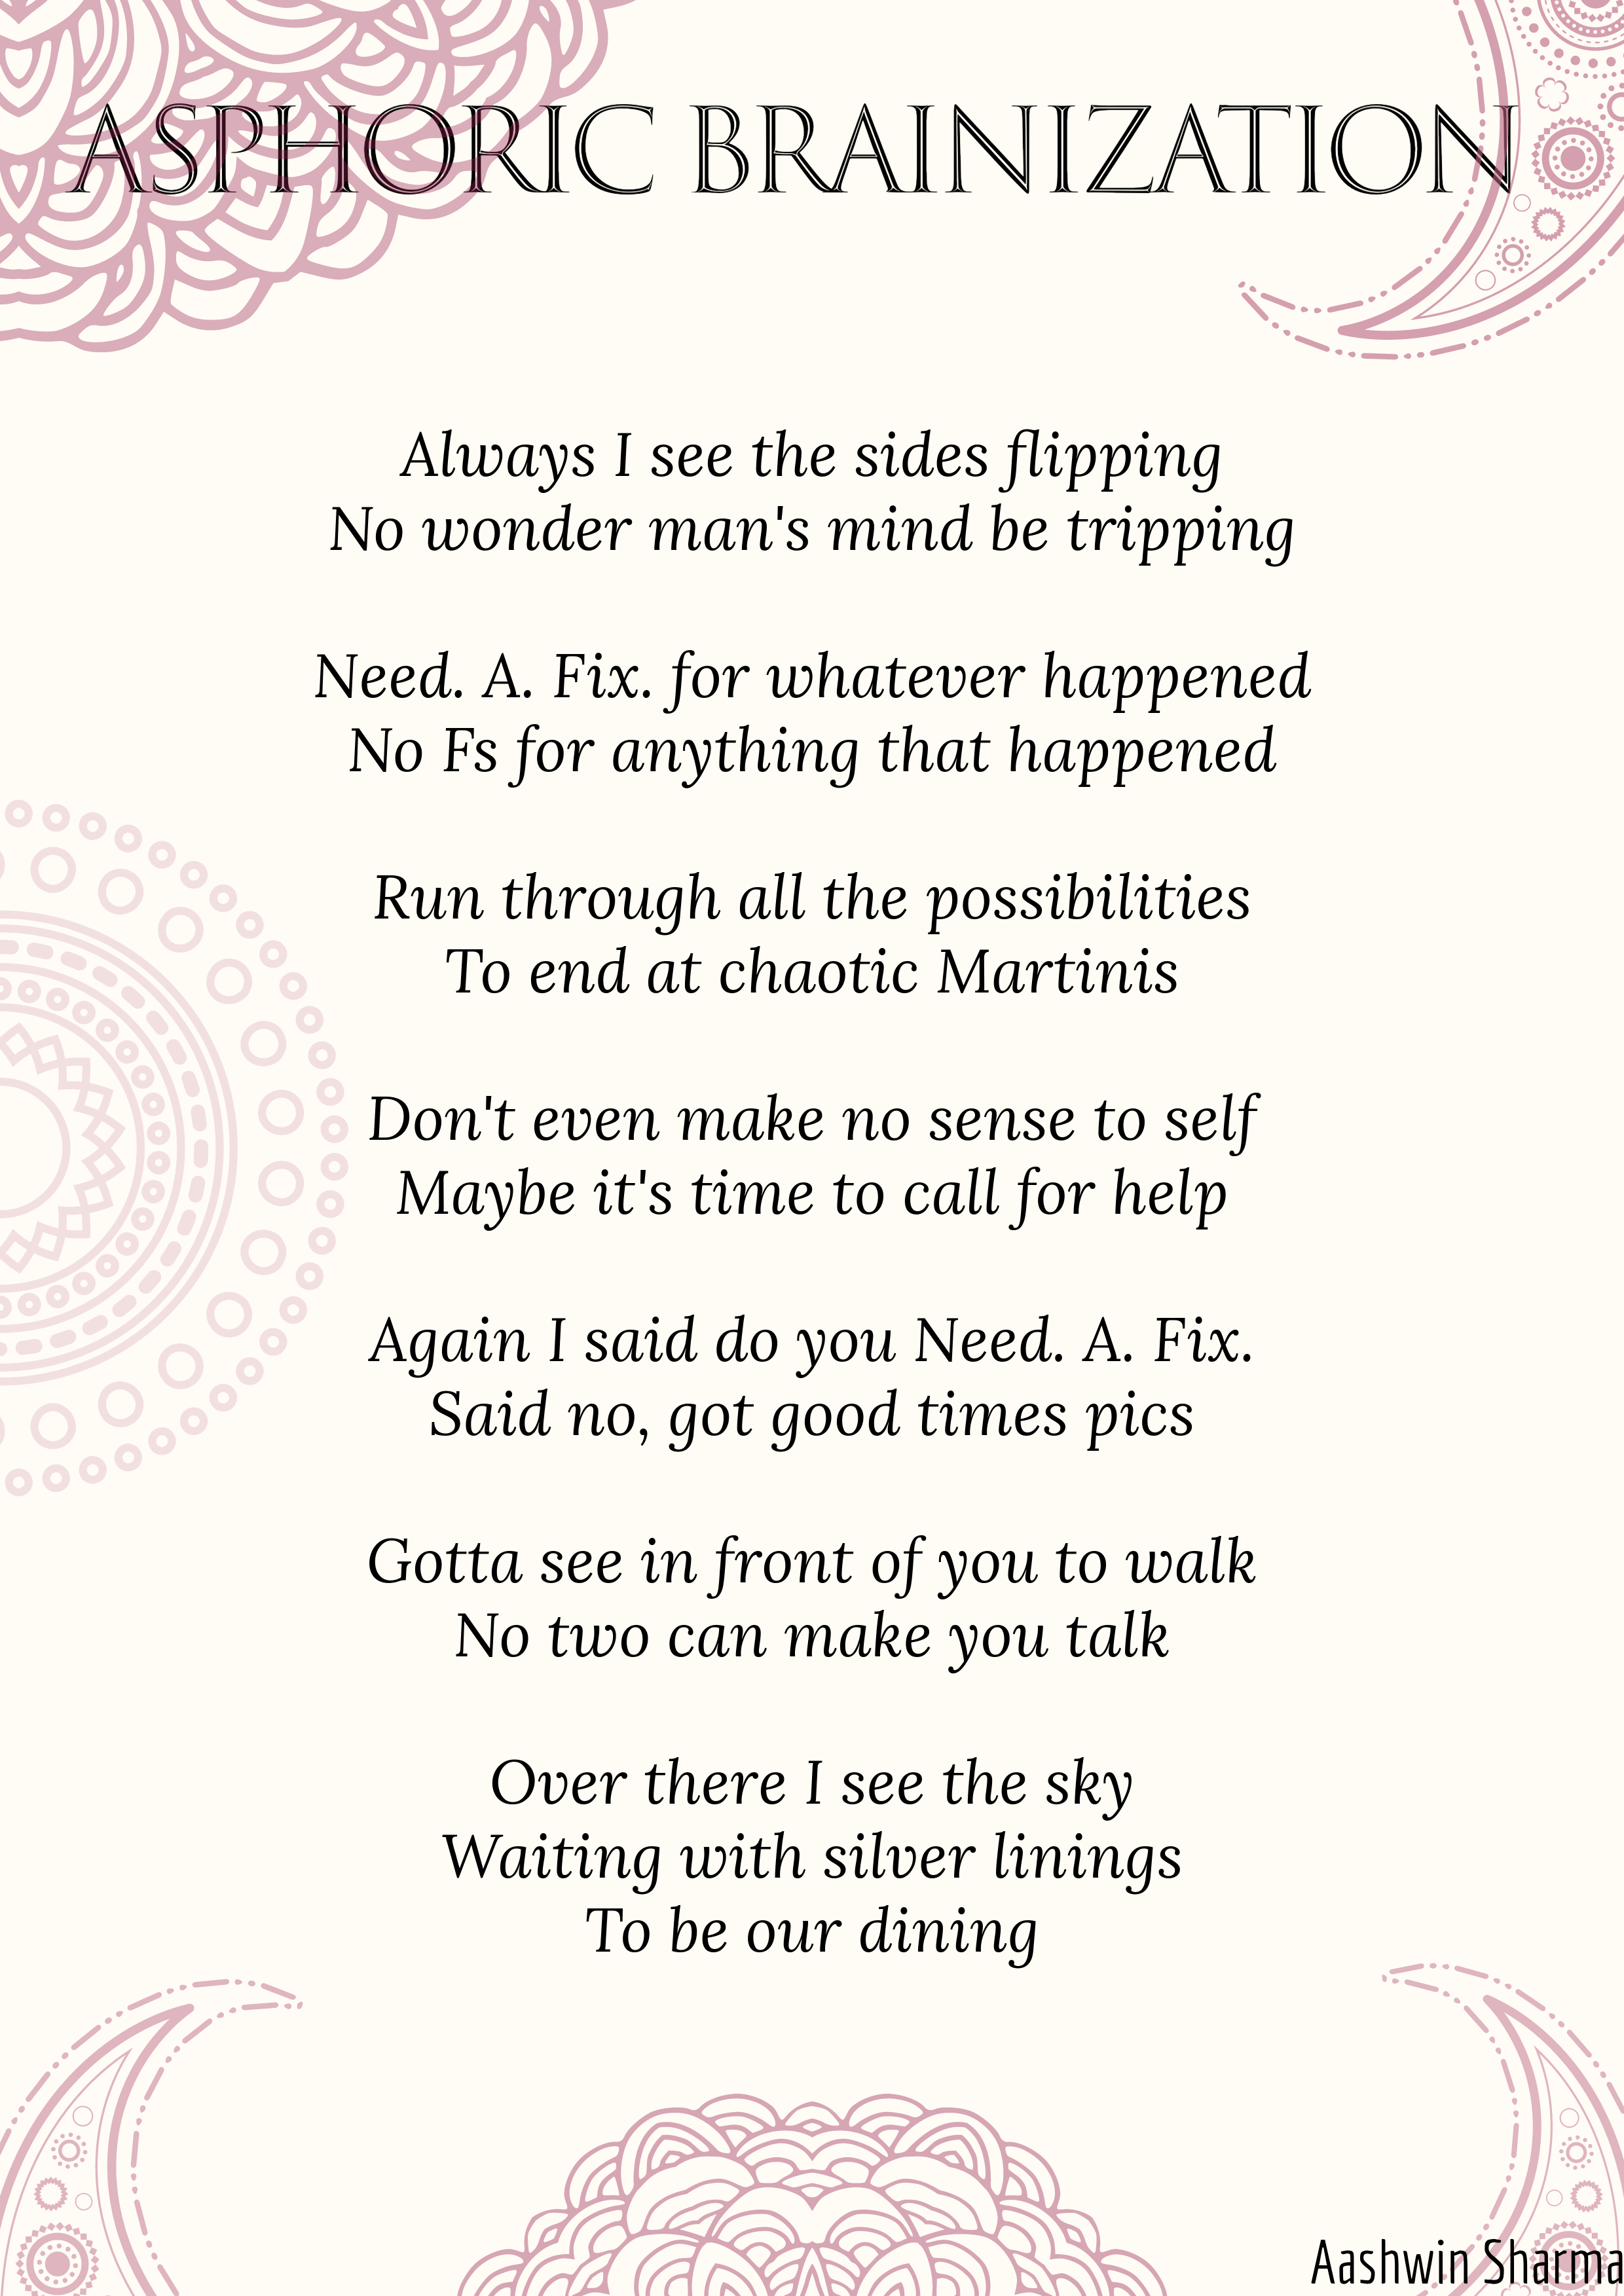 ASPHORIC BRAINIZATION
Always I see the sides flipping
No wonder man's mind be tripping
Need. A. Fix. for whatever happened
No Fs for anything that happened
Run through all the possibilities
To end at chaotic Martinis
Don't even make no sense to self
Maybe it's time to call for help
Again I said do you Need. A. Fix.
Said no, got good times pics
Gotta see in front of you to walk
No two can make you talk
Over there I see the sky
Waiting with silver linings
To be our dining
Aashwin Sharma